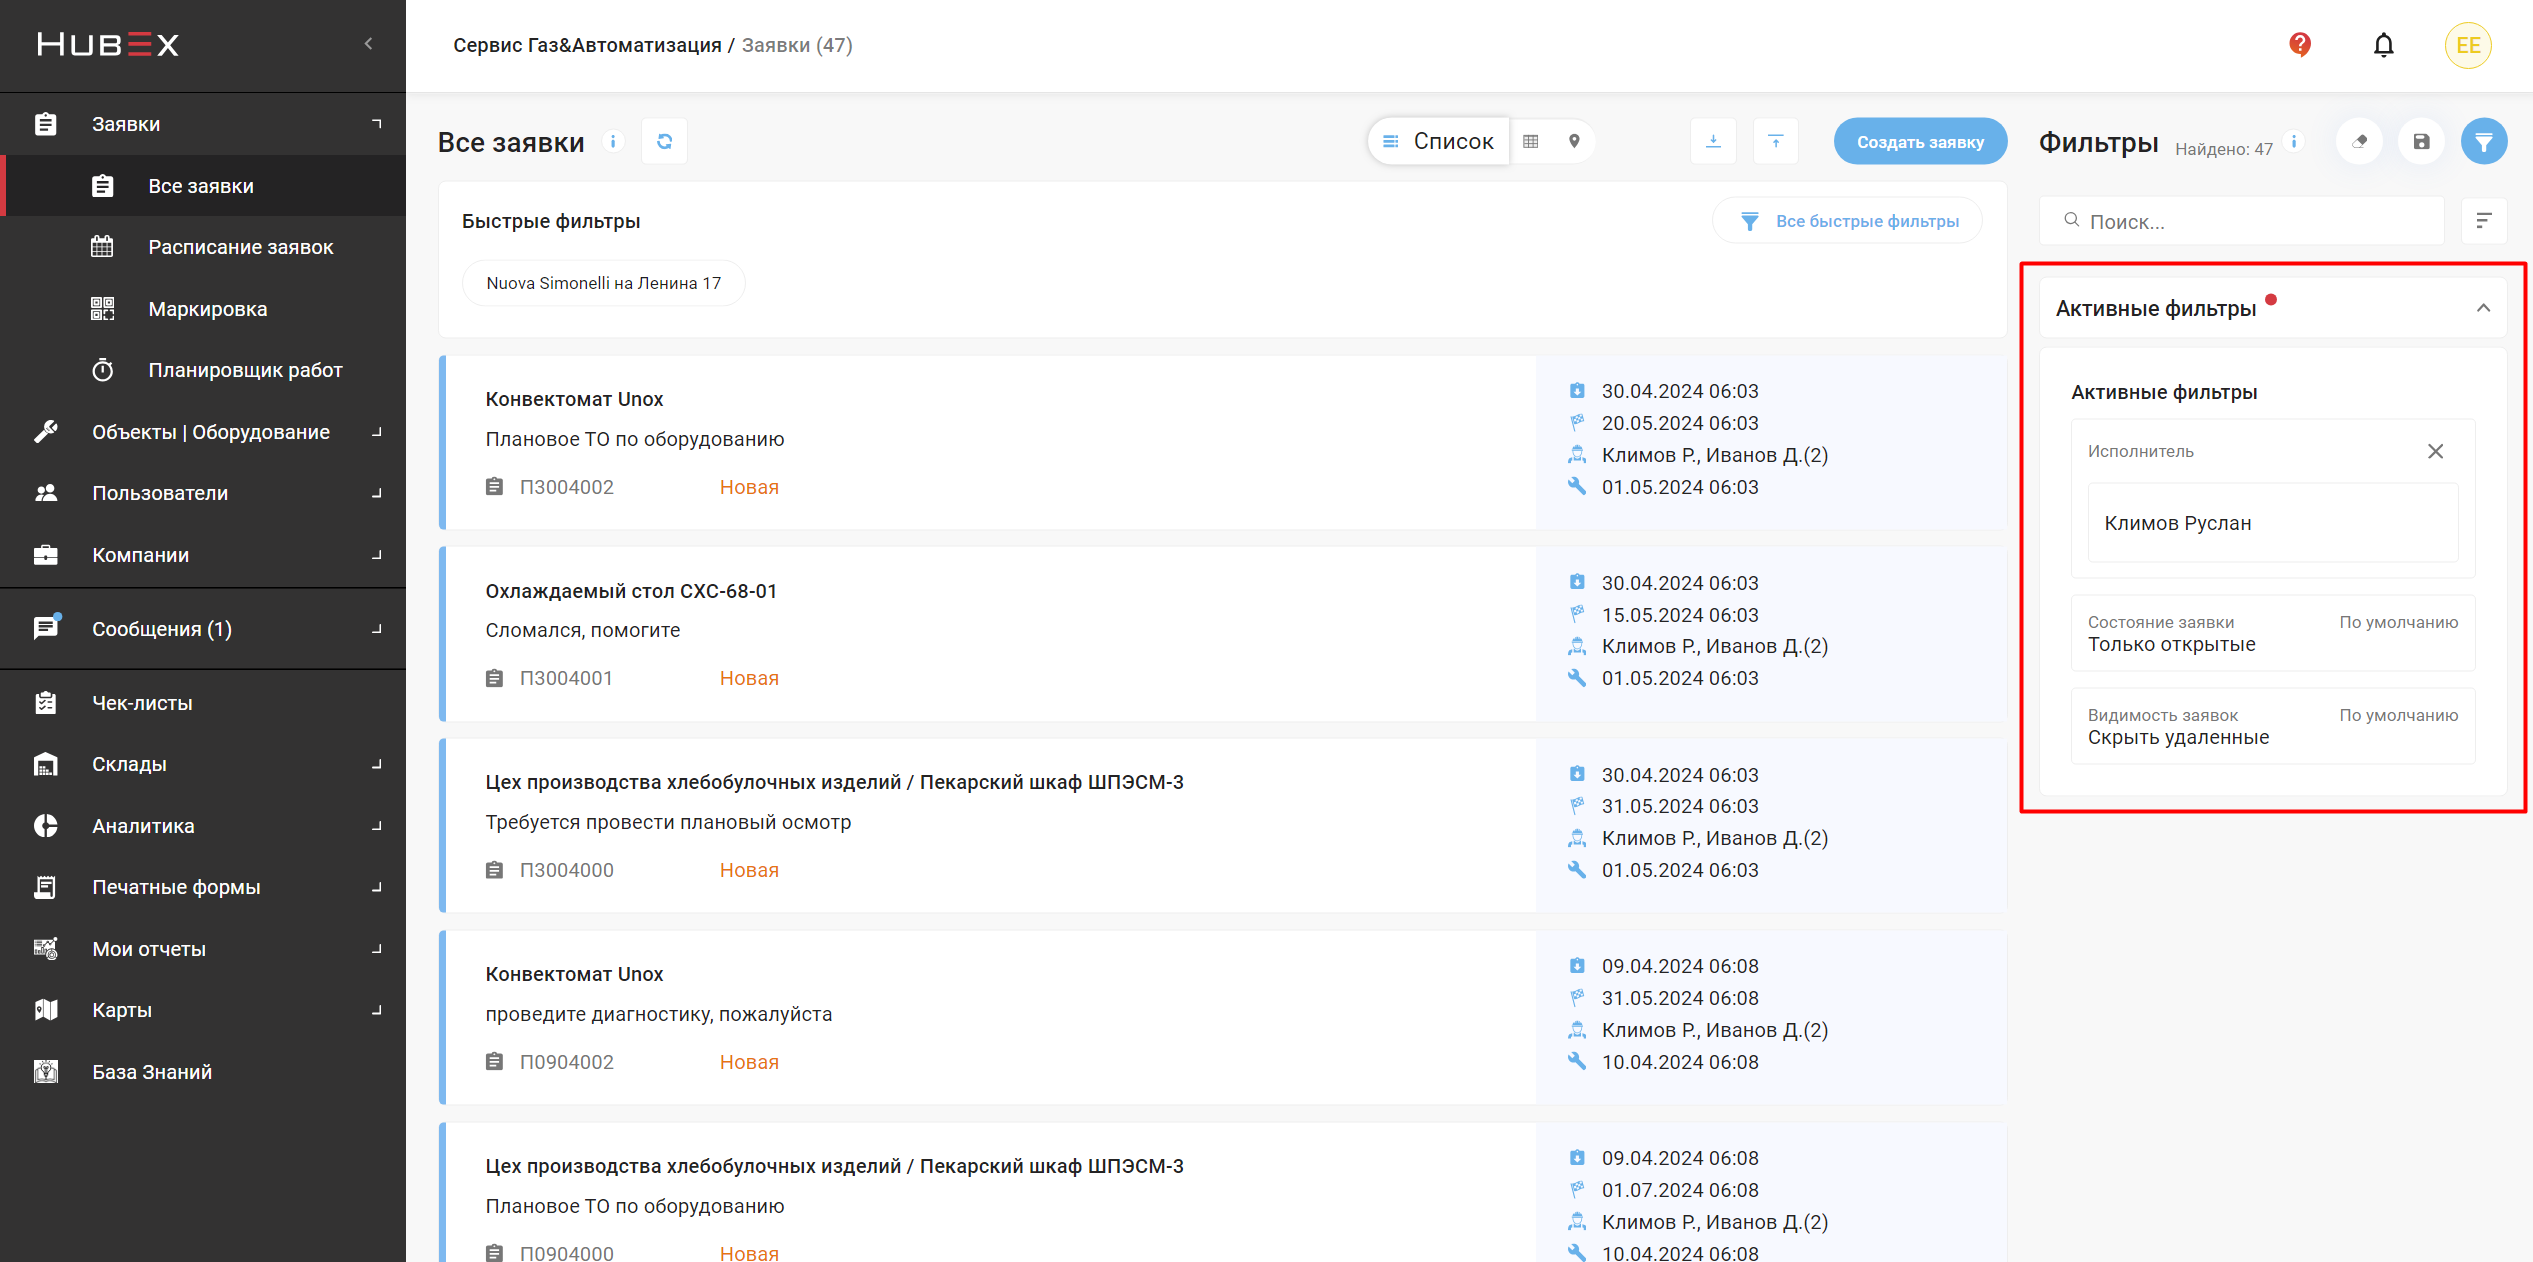 HUBEX
Заявки
Все заявки
Расписание заявок
Маркировка
Планировщик работ
Объекты | Оборудование
Пользователи
Компании
Сообщения (1)
Чек-листы
Склады
Аналитика
Печатные формы
Мои отчеты
Карты
База Знаний
Сервис Газ&Автоматизация / Заявки (47)
EE
Все заявки
Список
Создать заявку
Быстрые фильтры
Все быстрые фильтры
Nuova Simonelli на Ленина 17
Конвектомат Unox
Плановое ТО по оборудованию
П3004002 Новая
30.04.2024 06:03
20.05.2024 06:03
Климов Р., Иванов Д.(2)
01.05.2024 06:03
Охлаждаемый стол СХС-68-01
Сломался, помогите
П3004001 Новая
30.04.2024 06:03
15.05.2024 06:03
Климов Р., Иванов Д.(2)
01.05.2024 06:03
Цех производства хлебобулочных изделий / Пекарский шкаф ШПЭСМ-3
Требуется провести плановый осмотр
П3004000 Новая
30.04.2024 06:03
31.05.2024 06:03
Климов Р., Иванов Д.(2)
01.05.2024 06:03
Конвектомат Unox
проведите диагностику, пожалуйста
П0904002 Новая
09.04.2024 06:08
31.05.2024 06:08
Климов Р., Иванов Д.(2)
10.04.2024 06:08
Цех производства хлебобулочных изделий / Пекарский шкаф ШПЭСМ-3
Плановое ТО по оборудованию
П0904000 Новая
09.04.2024 06:08
01.07.2024 06:08
Климов Р., Иванов Д.(2)
10.04.2024 06:08
Фильтры Найдено: 47
Поиск...
Активные фильтры
Активные фильтры
Исполнитель
Климов Руслан
Состояние заявки По умолчанию
Только открытые
Видимость заявок По умолчанию
Скрыть удаленные